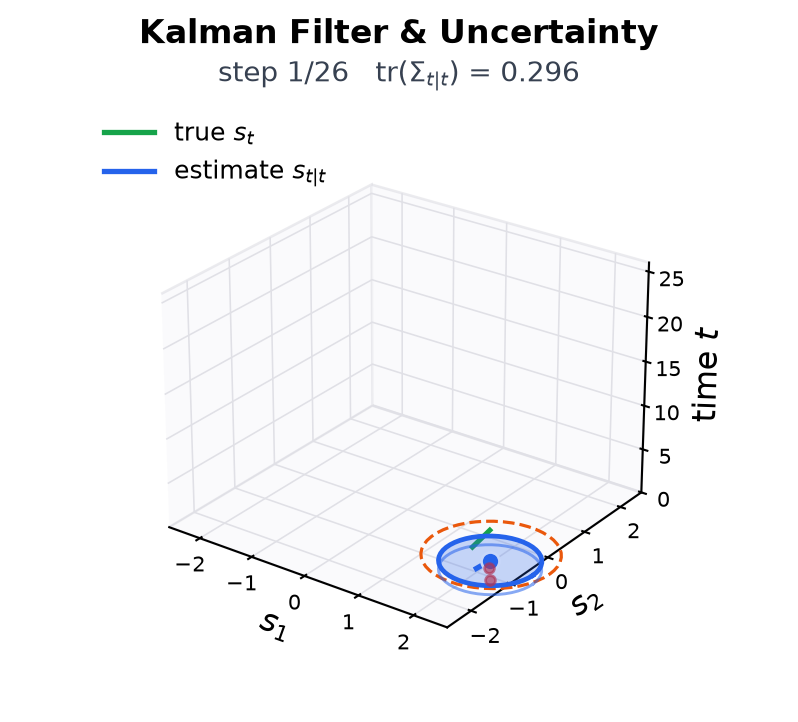 Kalman Filter & Uncertainty
step 1/26   tr(Σₜ|ₜ) = 0.296
true sₜ
estimate sₜ|ₜ
25
20
15
10
5
0
time t
−2
−1
0
1
2
s₁
−2
−1
0
1
2
s₂